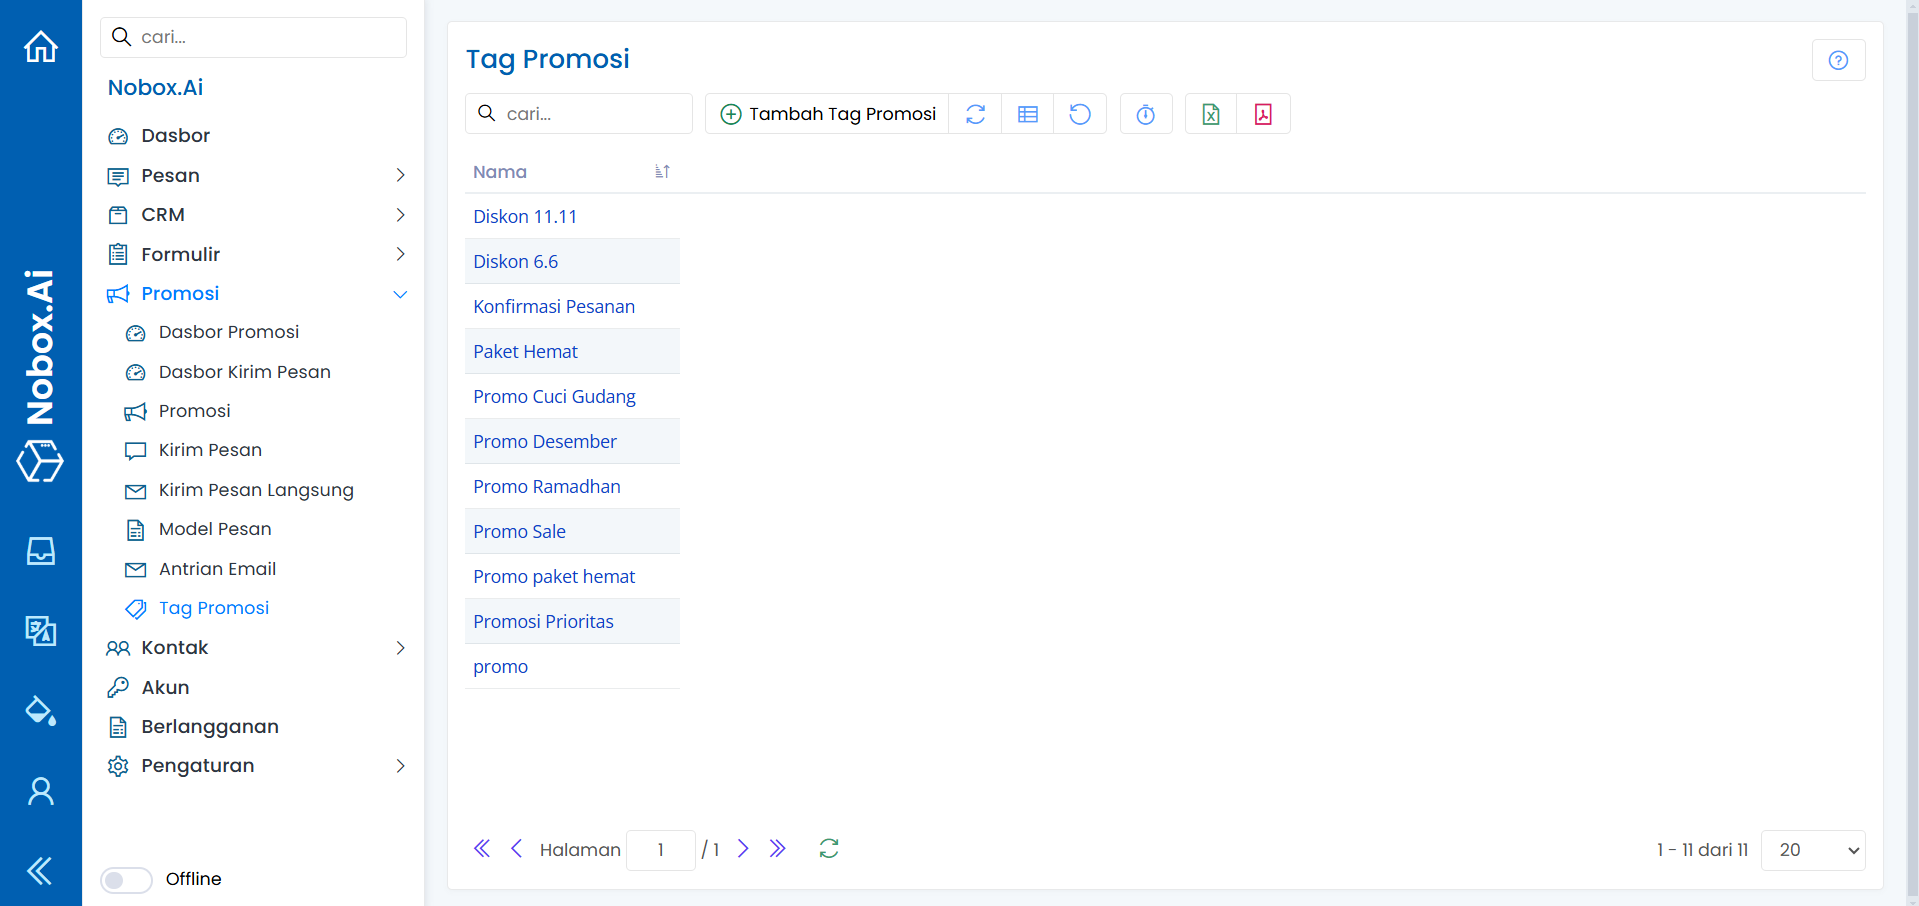 Nobox.Ai
cari...
Nobox.Ai
Dasbor
Pesan
CRM
Formulir
Promosi
Dasbor Promosi
Dasbor Kirim Pesan
Promosi
Kirim Pesan
Kirim Pesan Langsung
Model Pesan
Antrian Email
Tag Promosi
Kontak
Akun
Berlangganan
Pengaturan
Offline
Tag Promosi
cari...
Tambah Tag Promosi
Nama
Diskon 11.11
Diskon 6.6
Konfirmasi Pesanan
Paket Hemat
Promo Cuci Gudang
Promo Desember
Promo Ramadhan
Promo Sale
Promo paket hemat
Promosi Prioritas
promo
Halaman 1 / 1
1 - 11 dari 11
20